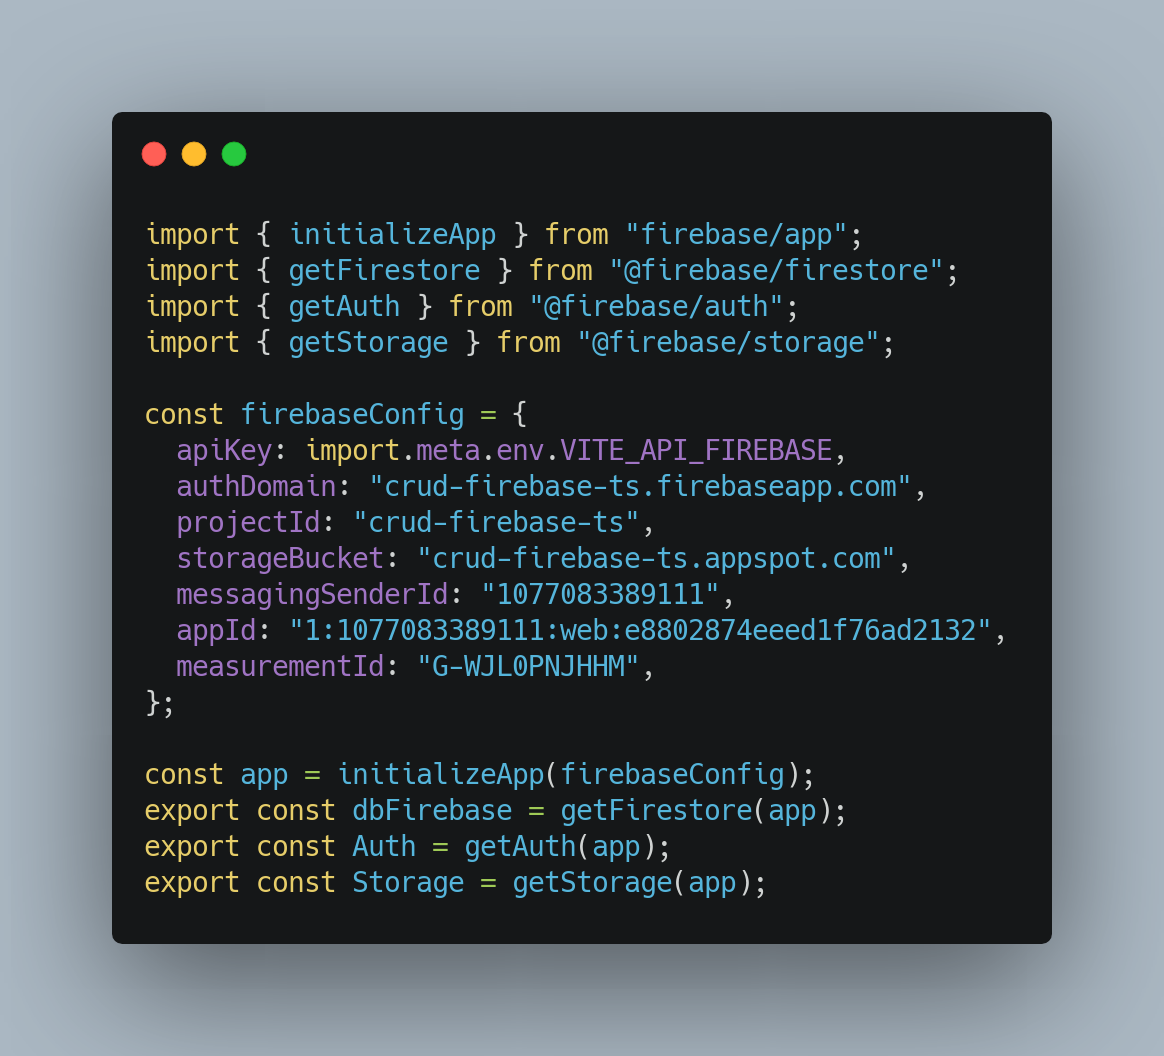 import { initializeApp } from "firebase/app";
import { getFirestore } from "@firebase/firestore";
import { getAuth } from "@firebase/auth";
import { getStorage } from "@firebase/storage";

const firebaseConfig = {
  apiKey: import.meta.env.VITE_API_FIREBASE,
  authDomain: "crud-firebase-ts.firebaseapp.com",
  projectId: "crud-firebase-ts",
  storageBucket: "crud-firebase-ts.appspot.com",
  messagingSenderId: "1077083389111",
  appId: "1:1077083389111:web:e8802874eeed1f76ad2132",
  measurementId: "G-WJL0PNJHHM",
};

const app = initializeApp(firebaseConfig);
export const dbFirebase = getFirestore(app);
export const Auth = getAuth(app);
export const Storage = getStorage(app);